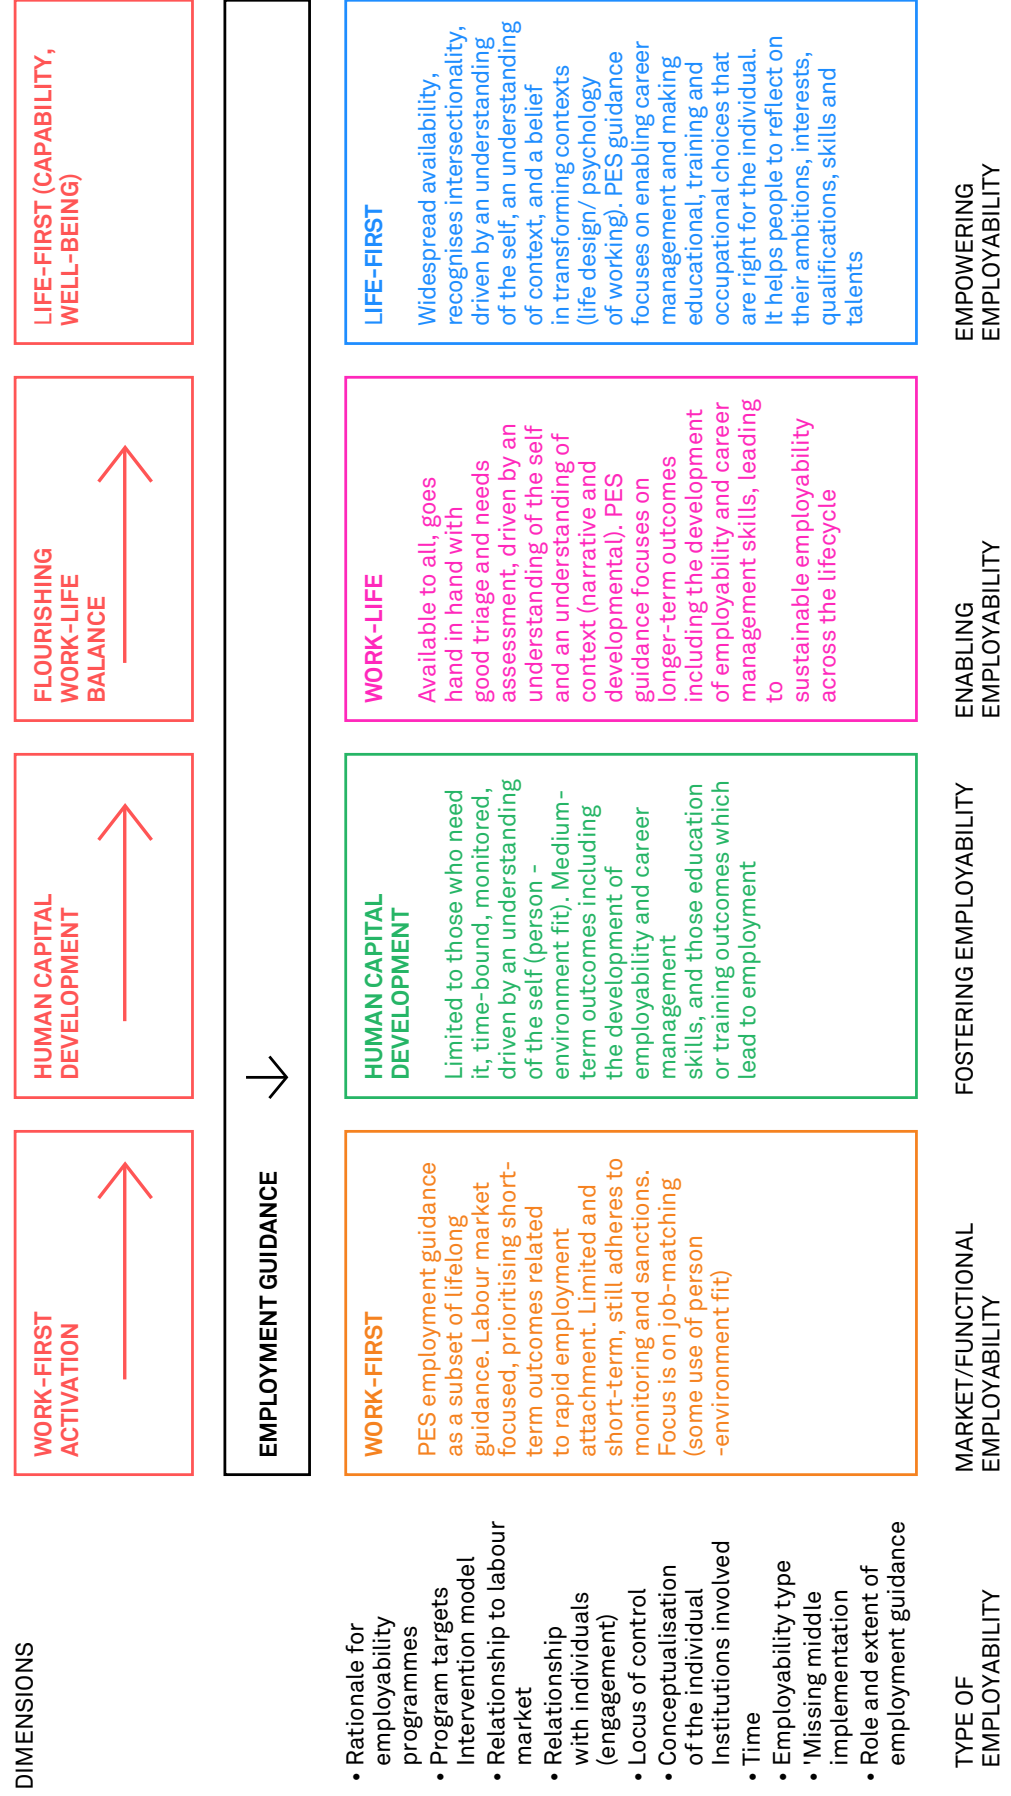 DIMENSIONS
WORK-FIRST
ACTIVATION
HUMAN CAPITAL
DEVELOPMENT
FLOURISHING
WORK-LIFE
BALANCE
LIFE-FIRST (CAPABILITY,
WELL-BEING)
EMPLOYMENT GUIDANCE
• Rationale for
employability
programmes
• Program targets
Intervention model
• Relationship to labour
market
• Relationship
with individuals
(engagement)
• Locus of control
• Conceptualisation
of the individual
Institutions involved
• Time
• Employability type
• 'Missing middle
implementation
• Role and extent of
employment guidance
WORK-FIRST
PES employment guidance
as a subset of lifelong
guidance. Labour market
focused, prioritising short-
term outcomes related
to rapid employment
attachment. Limited and
short-term, still adheres to
monitoring and sanctions.
Focus is on job-matching
(some use of person
-environment fit)
HUMAN CAPITAL
DEVELOPMENT
Limited to those who need
it, time-bound, monitored,
driven by an understanding
of the self (person -
environment fit). Medium-
term outcomes including
the development of
employability and career
management
skills, and those education
or training outcomes which
lead to employment
WORK-LIFE
Available to all, goes
hand in hand with
good triage and needs
assessment, driven by an
understanding of the self
and an understanding of
context (narrative and
developmental). PES
guidance focuses on
longer-term outcomes
including the development
of employability and career
management skills, leading
to
sustainable employability
across the lifecycle
LIFE-FIRST
Widespread availability,
recognises intersectionality,
driven by an understanding
of the self, an understanding
of context, and a belief
in transforming contexts
(life design/ psychology
of working). PES guidance
focuses on enabling career
management and making
educational, training and
occupational choices that
are right for the individual.
It helps people to reflect on
their ambitions, interests,
qualifications, skills and
talents
TYPE OF
EMPLOYABILITY
MARKET/FUNCTIONAL
EMPLOYABILITY
FOSTERING EMPLOYABILITY
ENABLING
EMPLOYABILITY
EMPOWERING
EMPLOYABILITY